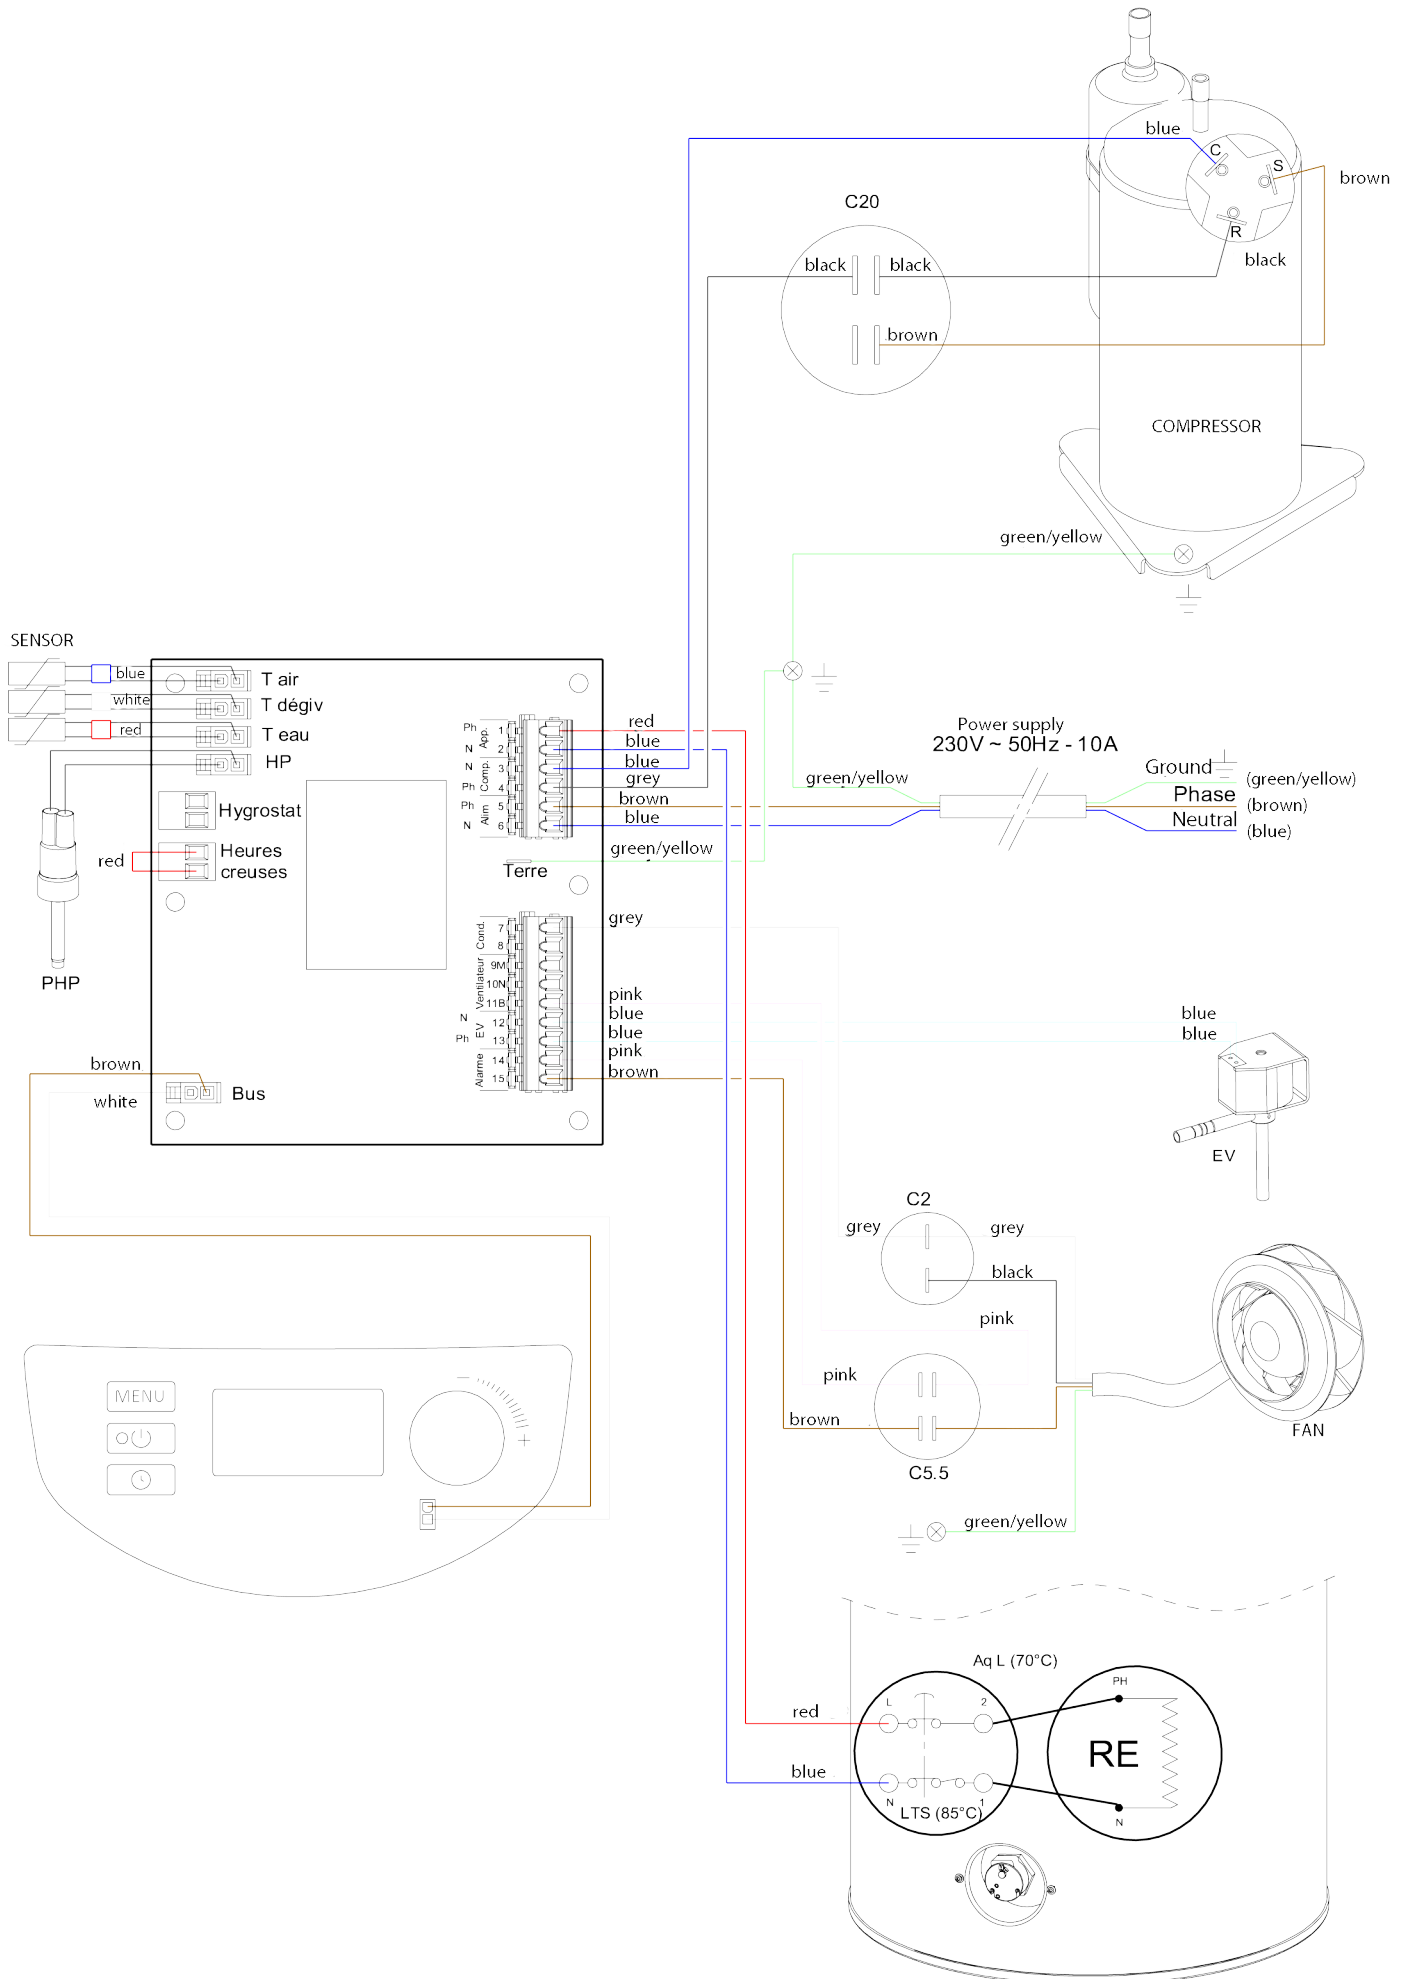 blue
C
S
brown
R
black
C20
black
black
brown
COMPRESSOR
green/yellow
SENSOR
blue
T air
white
T dégiv
red
T eau
HP
Hygrostat
red
Heures
creuses
PHP
Ph
1
App.
N
2
N
3
Comp.
Ph
4
Ph
5
Alim
N
6
red
blue
blue
grey
brown
blue
green/yellow
Terre
Power supply
230V ~ 50Hz - 10A
green/yellow
Ground
(green/yellow)
Phase
(brown)
Neutral
(blue)
7
Cond.
8
9M
Ventilateur
10N
11B
N
12
EV
Ph
13
14
Alarme
15
grey
pink
blue
blue
pink
brown
blue
blue
EV
brown
white
Bus
C2
grey
grey
black
pink
pink
brown
C5.5
FAN
green/yellow
MENU
+
Aq L (70°C)
red
L
2
PH
RE
blue
N
1
LTS (85°C)
N